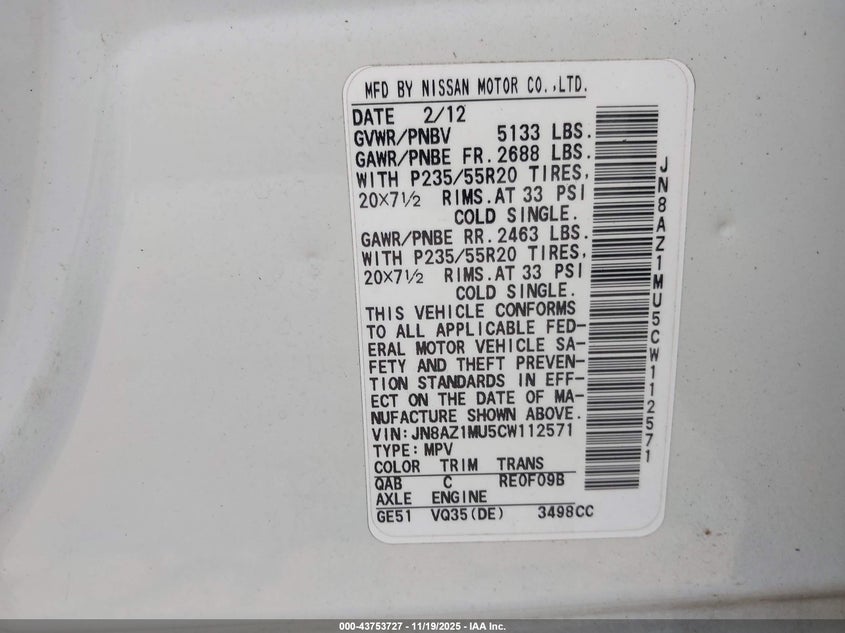 MFD BY NISSAN MOTOR CO.,LTD.
DATE 2/12
GVWR/PNBV 5133 LBS.
GAWR/PNBE FR. 2688 LBS.
WITH P235/55R20 TIRES,
20×7½ RIMS.AT 33 PSI
COLD SINGLE.
GAWR/PNBE RR. 2463 LBS.
WITH P235/55R20 TIRES,
20×7½ RIMS.AT 33 PSI
COLD SINGLE.
THIS VEHICLE CONFORMS
TO ALL APPLICABLE FED-
ERAL MOTOR VEHICLE SA-
FETY AND THEFT PREVEN-
TION STANDARDS IN EFF-
ECT ON THE DATE OF MA-
NUFACTURE SHOWN ABOVE.
VIN:JN8AZ1MU5CW112571
TYPE:MPV
COLOR TRIM TRANS
QAB C RE0F09B
AXLE ENGINE
GE51 VQ35(DE) 3498CC
JN8AZ1MU5CW112571
000-43753727 - 11/19/2025 - IAA Inc.